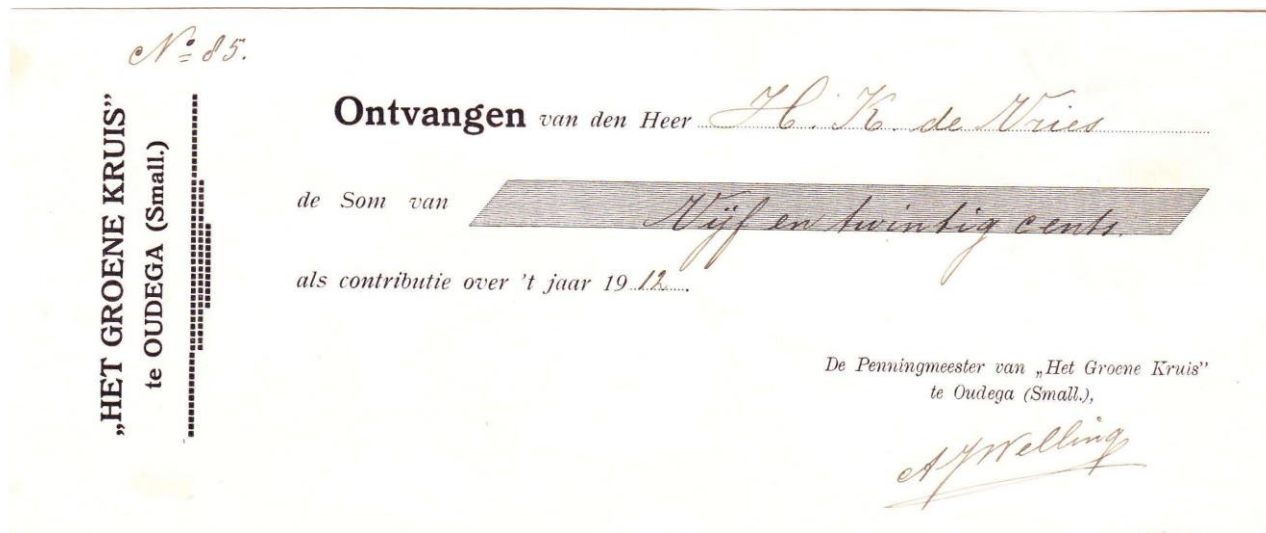 No 85.
„HET GROENE KRUIS”
te OUDEGA (Small.)
Ontvangen van den Heer H. K. de Vries
de Som van Vijf en twintig cents.
als contributie over 't jaar 1912.
De Penningmeester van „Het Groene Kruis”
te Oudega (Small.),
A J Welling